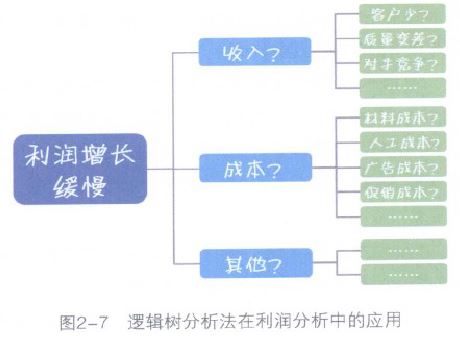 客户少？
质量变差？
收入？
对手竞争？
……
材料成本？
人工成本？
利润增长
缓慢
成本？
广告成本？
促销成本？
……
其他？
……
……
图2-7 逻辑树分析法在利润分析中的应用